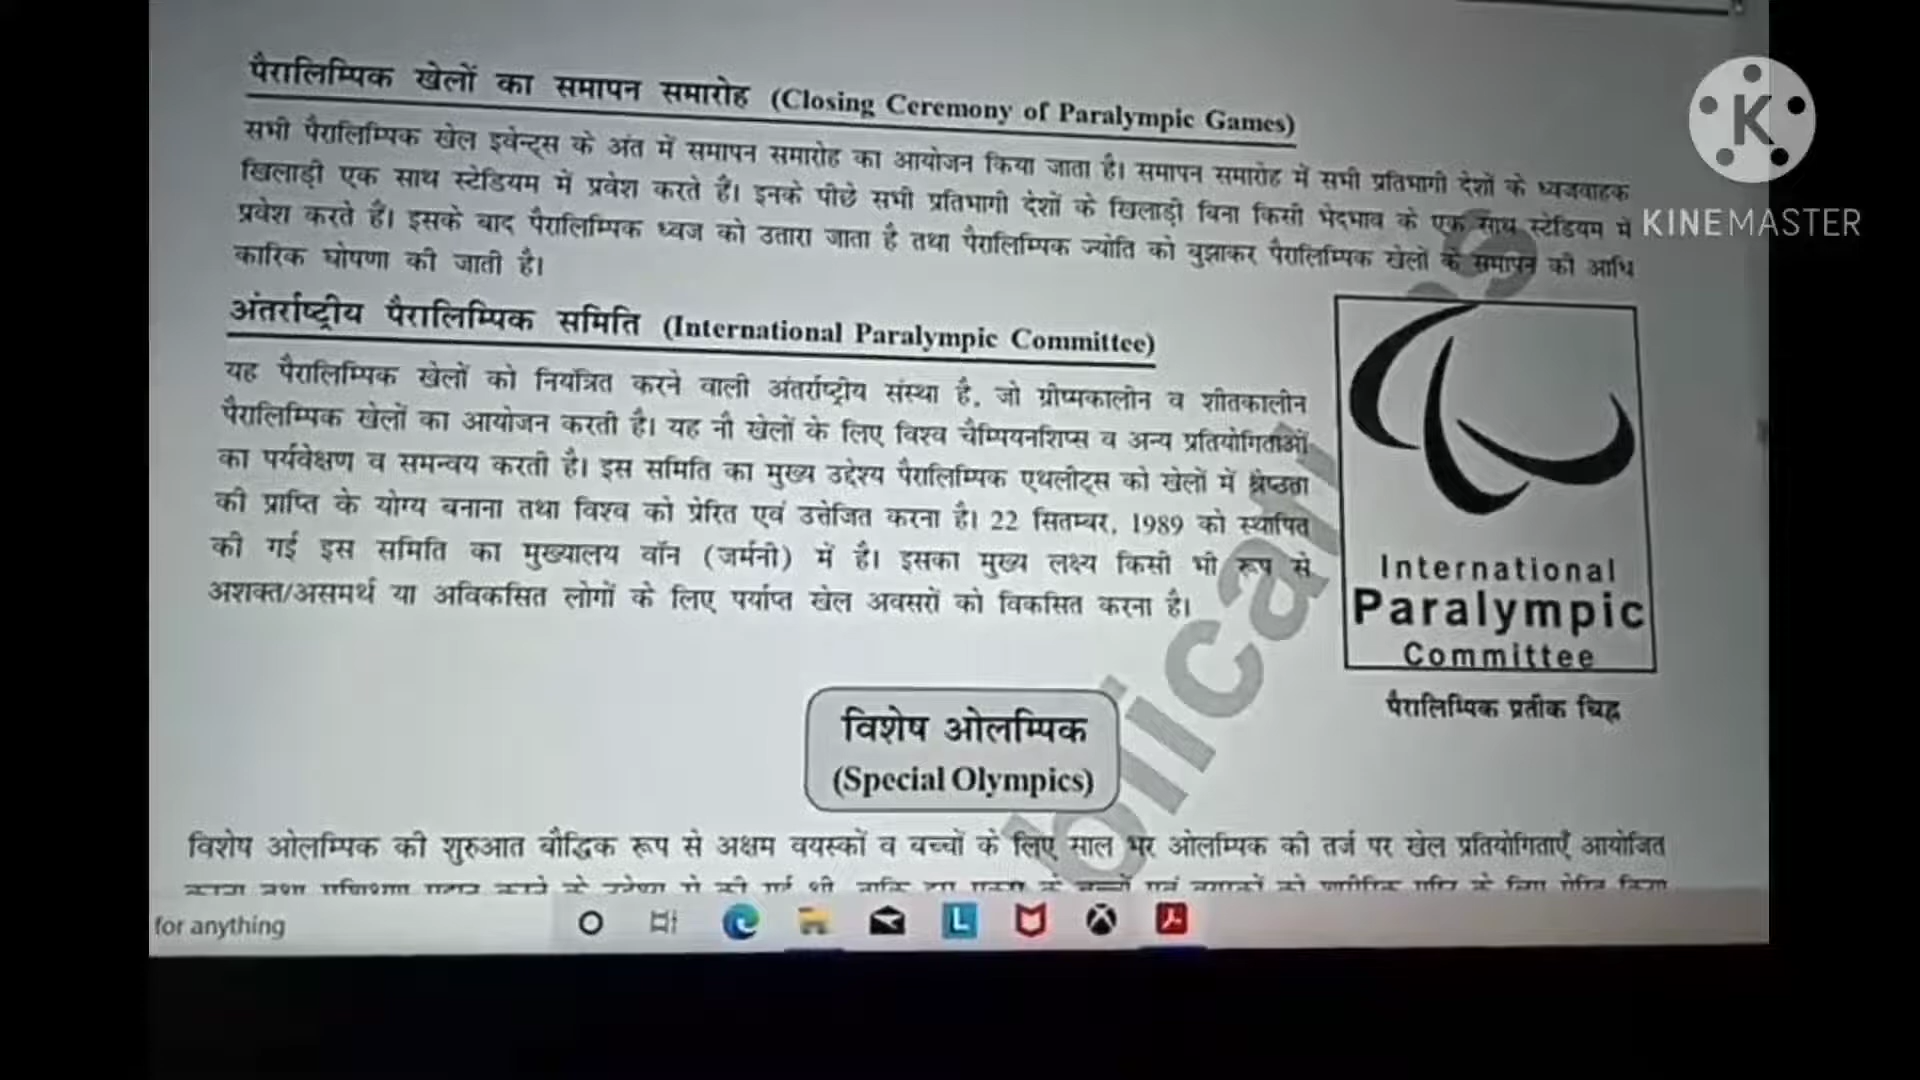 पैरालिम्पिक खेलों का समापन समारोह (Closing Ceremony of Paralympic Games)
सभी पैरालिम्पिक खेल इवेन्ट्स के अंत में समापन समारोह का आयोजन किया जाता है। समापन समारोह में सभी प्रतिभागी देशों के ध्वजवाहक
खिलाड़ी एक साथ स्टेडियम में प्रवेश करते हैं। इनके पीछे सभी प्रतिभागी देशों के खिलाड़ी बिना किसी भेदभाव के एक साथ स्टेडियम में
प्रवेश करते हैं। इसके बाद पैरालिम्पिक ध्वज को उतारा जाता है तथा पैरालिम्पिक ज्योति को बुझाकर पैरालिम्पिक खेलों के समापन की आधि
कारिक घोषणा की जाती है।
अंतर्राष्ट्रीय पैरालिम्पिक समिति (International Paralympic Committee)
यह पैरालिम्पिक खेलों को नियंत्रित करने वाली अंतर्राष्ट्रीय संस्था है, जो ग्रीष्मकालीन व शीतकालीन
पैरालिम्पिक खेलों का आयोजन करती है। यह नौ खेलों के लिए विश्व चैम्पियनशिप्स व अन्य प्रतियोगिताओं
का पर्यवेक्षण व समन्वय करती है। इस समिति का मुख्य उद्देश्य पैरालिम्पिक एथलीट्स को खेलों में श्रेष्ठता
की प्राप्ति के योग्य बनाना तथा विश्व को प्रेरित एवं उत्तेजित करना है। 22 सितम्बर, 1989 को स्थापित
की गई इस समिति का मुख्यालय बॉन (जर्मनी) में है। इसका मुख्य लक्ष्य किसी भी रूप से
अशक्त/असमर्थ या अविकसित लोगों के लिए पर्याप्त खेल अवसरों को विकसित करना है।
International
Paralympic
Committee
पैरालिम्पिक प्रतीक चिह्न
विशेष ओलम्पिक
(Special Olympics)
विशेष ओलम्पिक की शुरुआत बौद्धिक रूप से अक्षम वयस्कों व बच्चों के लिए साल भर ओलम्पिक की तर्ज पर खेल प्रतियोगिताएँ आयोजित
for anything
K
KINEMASTER